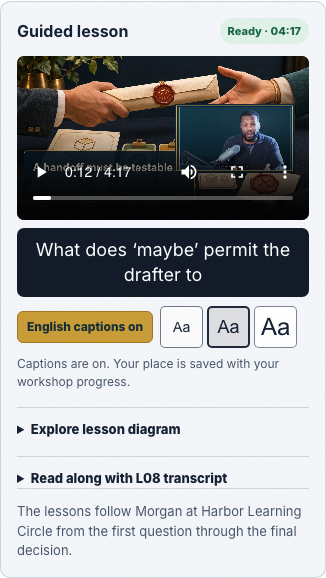 Guided lesson
Ready · 04:17
A handoff must be testable.
0:12 / 4:17
What does ‘maybe’ permit the
drafter to
English captions on
Aa
Aa
Aa
Captions are on. Your place is saved with your
workshop progress.
Explore lesson diagram
Read along with L08 transcript
The lessons follow Morgan at Harbor Learning
Circle from the first question through the final
decision.